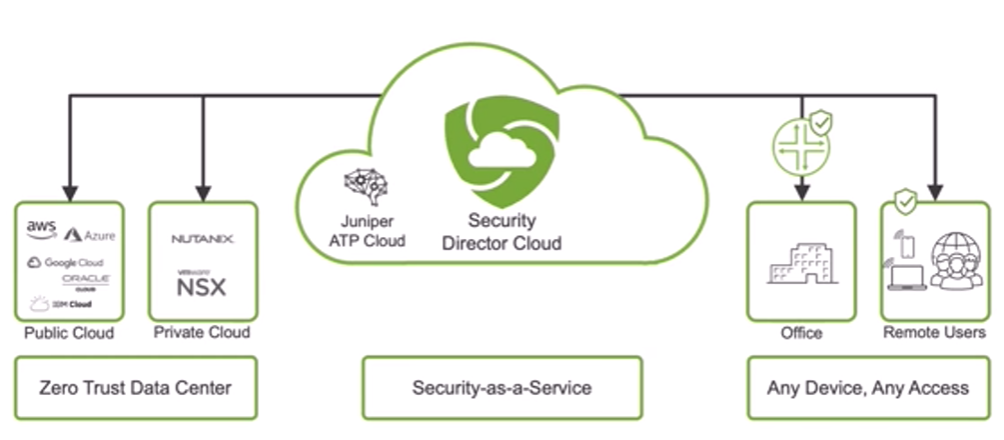 Juniper
ATP Cloud
Security
Director Cloud
aws
Azure
Google Cloud
ORACLE
CLOUD
IBM Cloud
Public Cloud
NUTANIX
vmware
NSX
Private Cloud
Office
Remote Users
Zero Trust Data Center
Security-as-a-Service
Any Device, Any Access